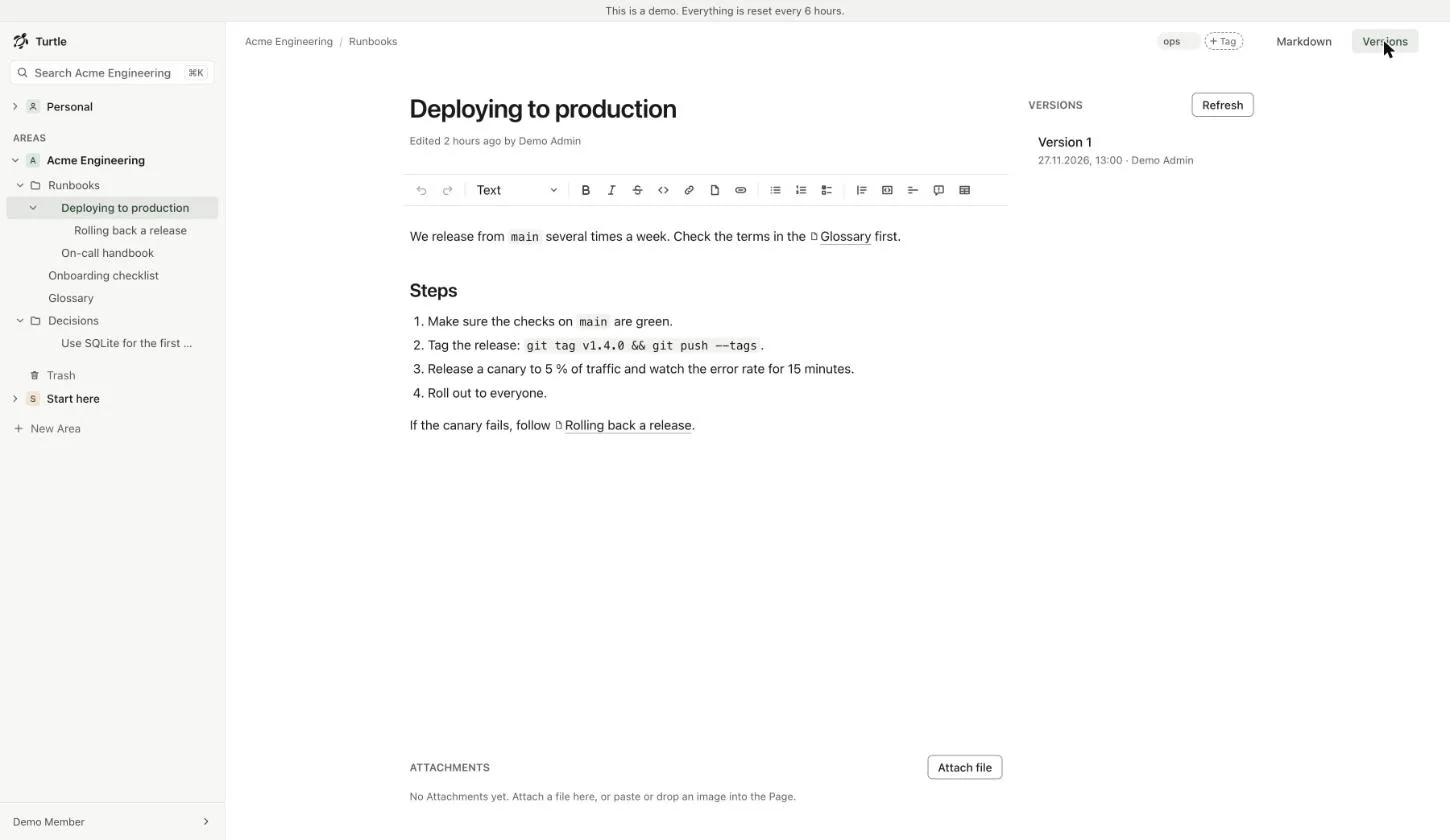 This is a demo. Everything is reset every 6 hours.
Turtle
Search Acme Engineering ⌘K
Personal
AREAS
A Acme Engineering
Runbooks
Deploying to production
Rolling back a release
On-call handbook
Onboarding checklist
Glossary
Decisions
Use SQLite for the first ...
Trash
S Start here
+ New Area
Demo Member
Acme Engineering / Runbooks
ops
+ Tag
Markdown
Versions
Deploying to production
Edited 2 hours ago by Demo Admin
Text
We release from main several times a week. Check the terms in the Glossary first.
Steps
1. Make sure the checks on main are green.
2. Tag the release: git tag v1.4.0 && git push --tags.
3. Release a canary to 5 % of traffic and watch the error rate for 15 minutes.
4. Roll out to everyone.
If the canary fails, follow Rolling back a release.
ATTACHMENTS
Attach file
No Attachments yet. Attach a file here, or paste or drop an image into the Page.
VERSIONS
Refresh
Version 1
27.11.2026, 13:00 · Demo Admin